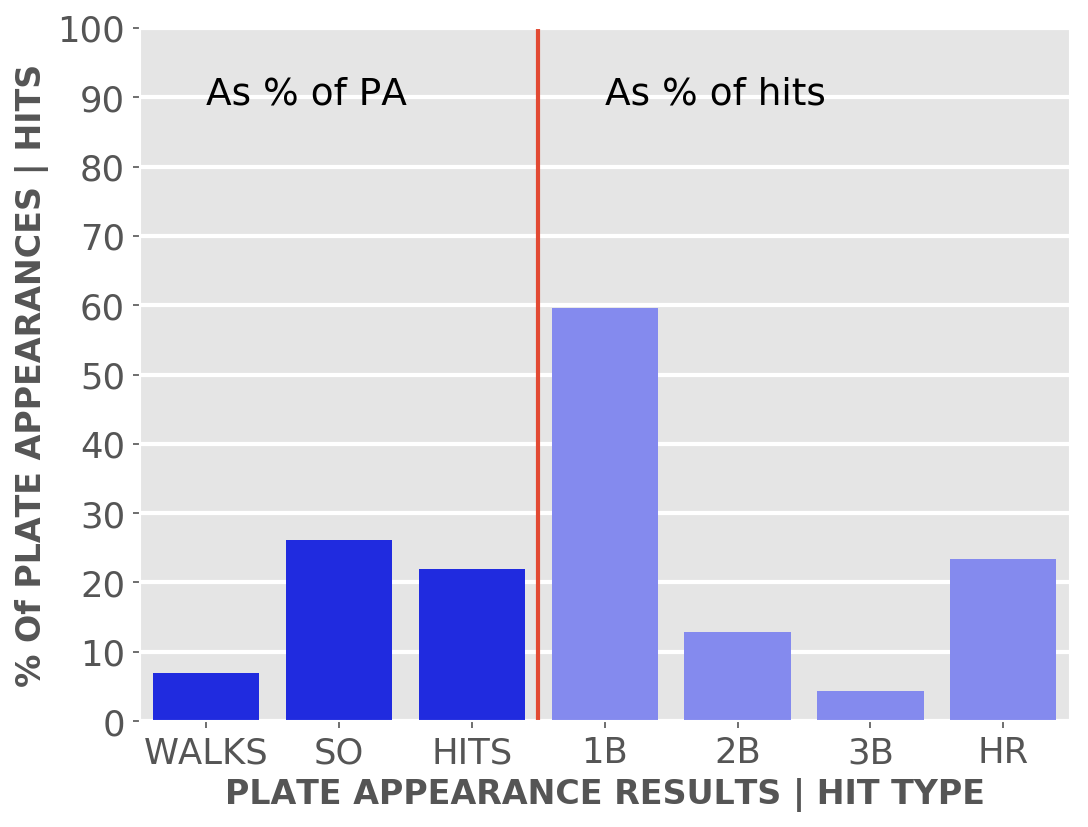 % Of PLATE APPEARANCES | HITS
100
90
80
70
60
50
40
30
20
10
0
As % of PA
As % of hits
WALKS SO HITS 1B 2B 3B HR
PLATE APPEARANCE RESULTS | HIT TYPE